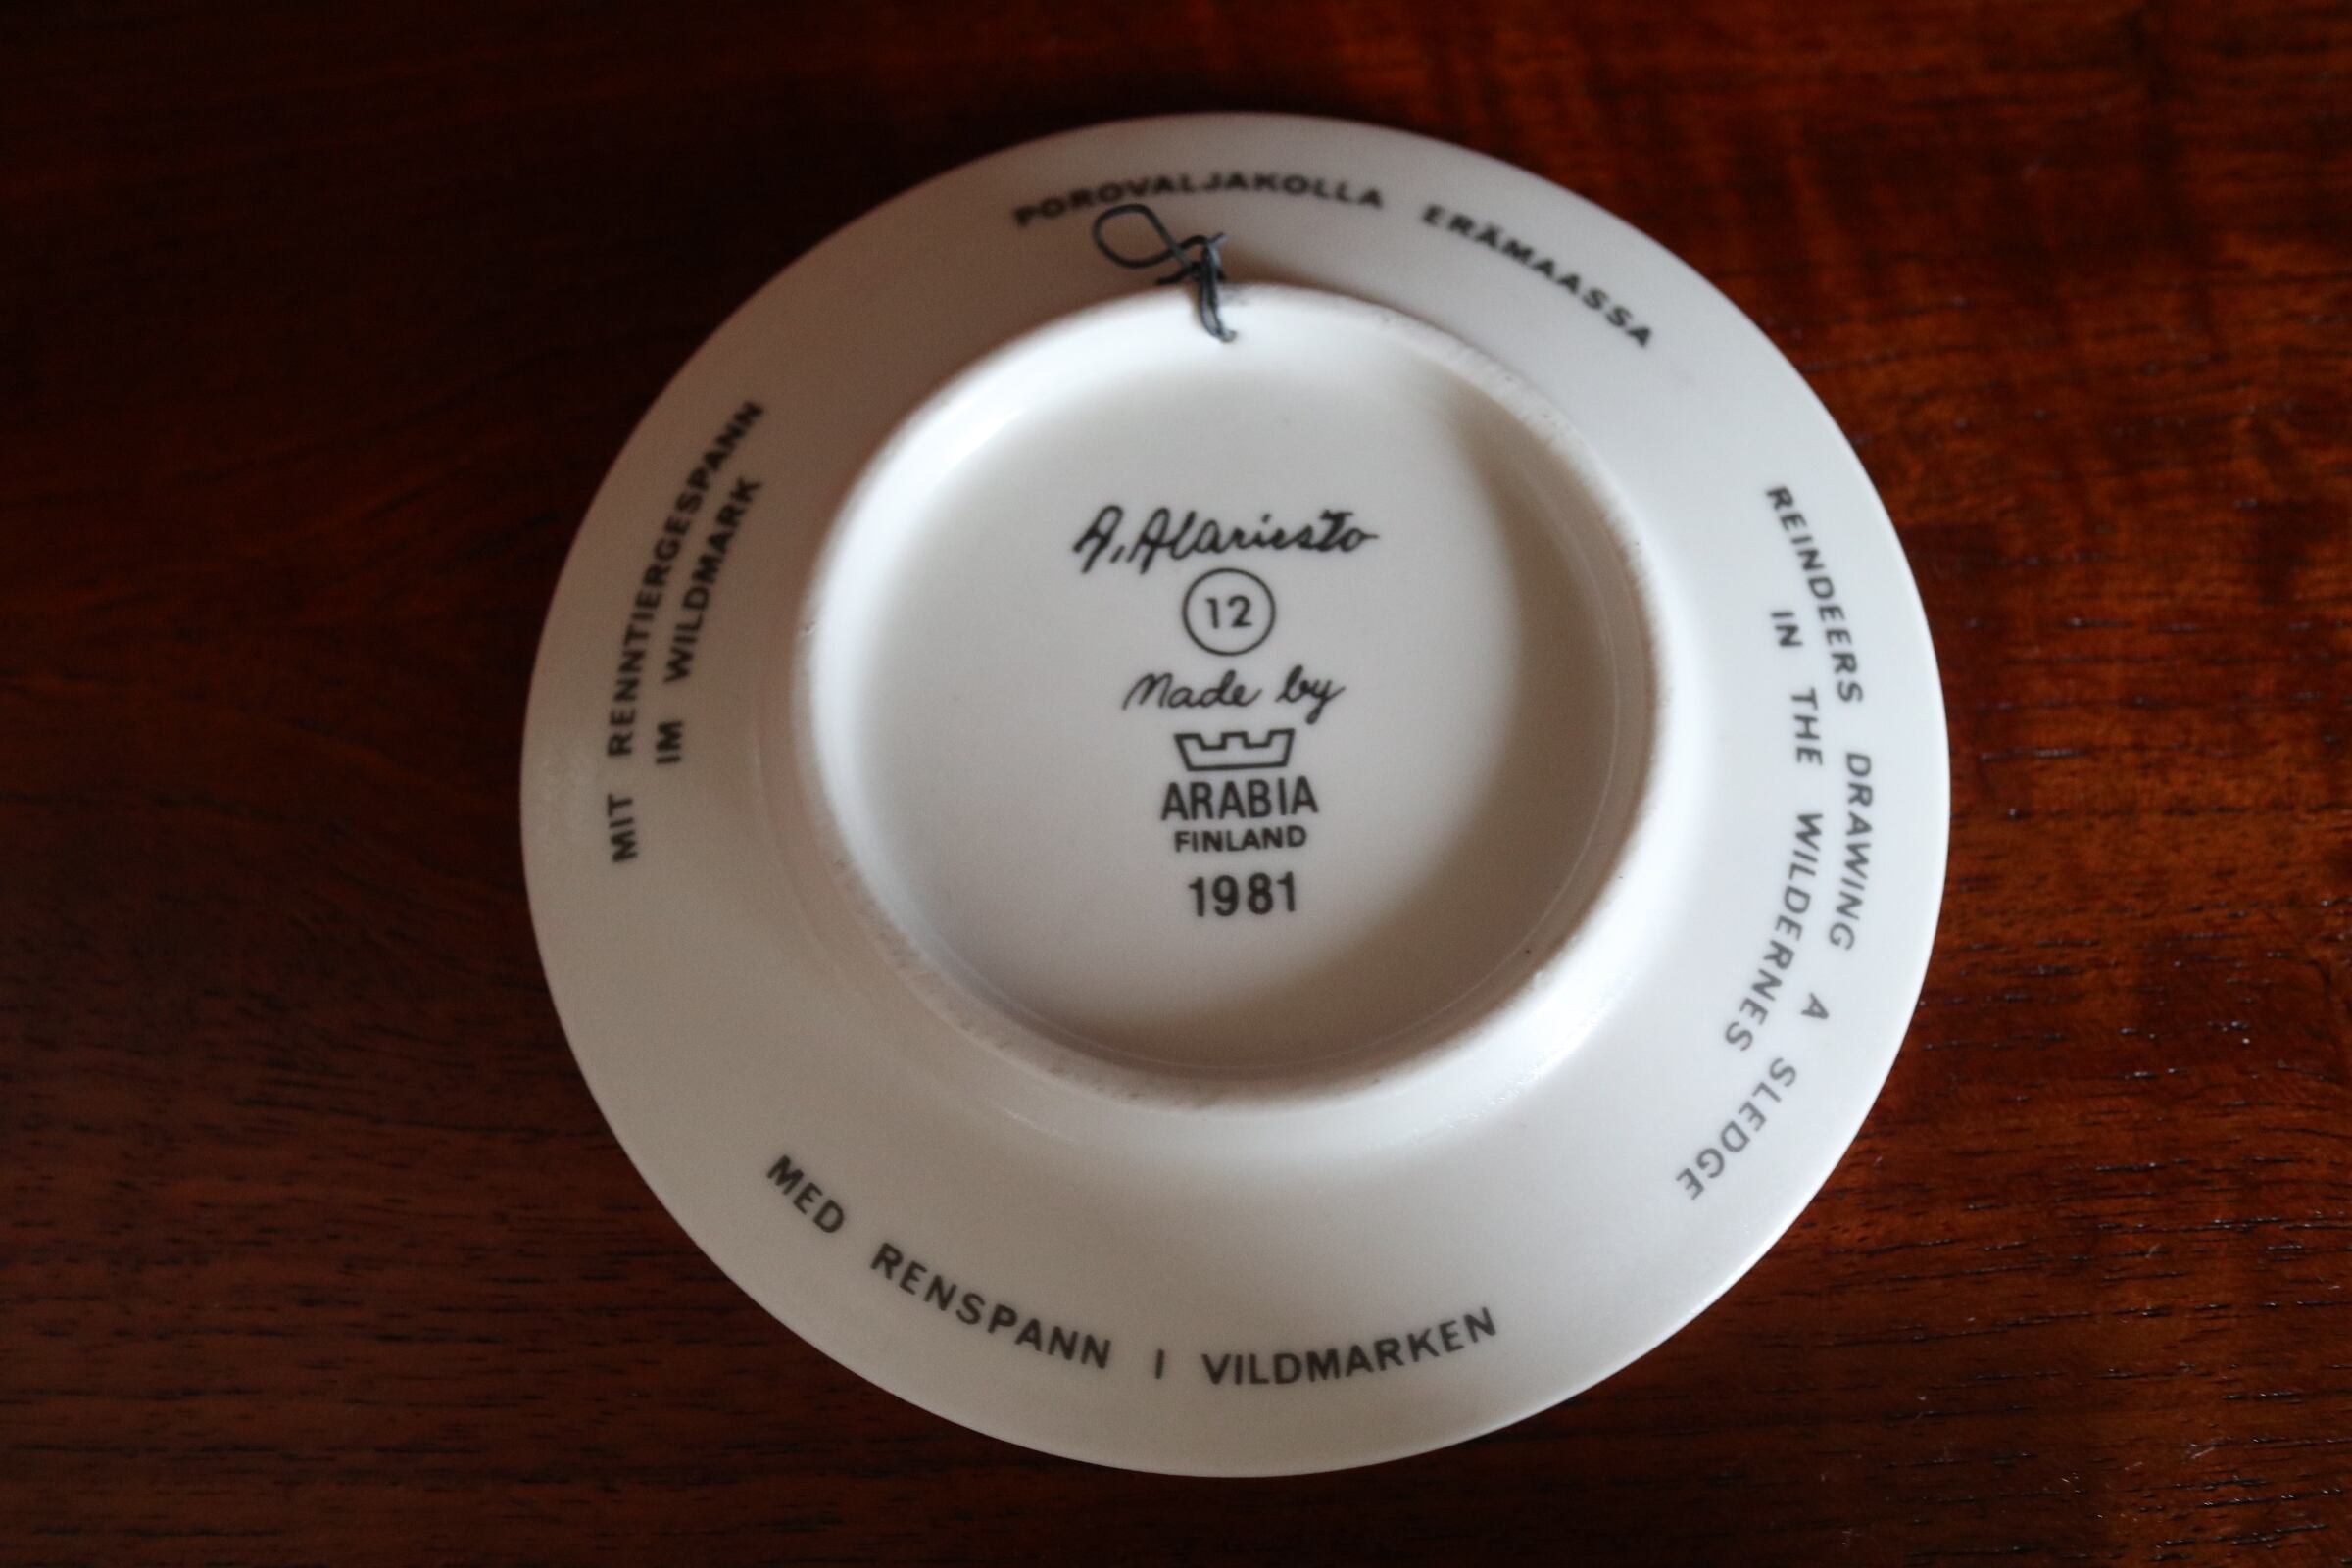 POROVALJAKOLLA ERÄMAASSA
REINDEERS DRAWING A SLEDGE
IN THE WILDERNES
MED RENSPANN I VILDMARKEN
MIT RENNTIERGESPANN
IM WILDMARK
A. Alariesto
12
Made by
ARABIA
FINLAND
1981